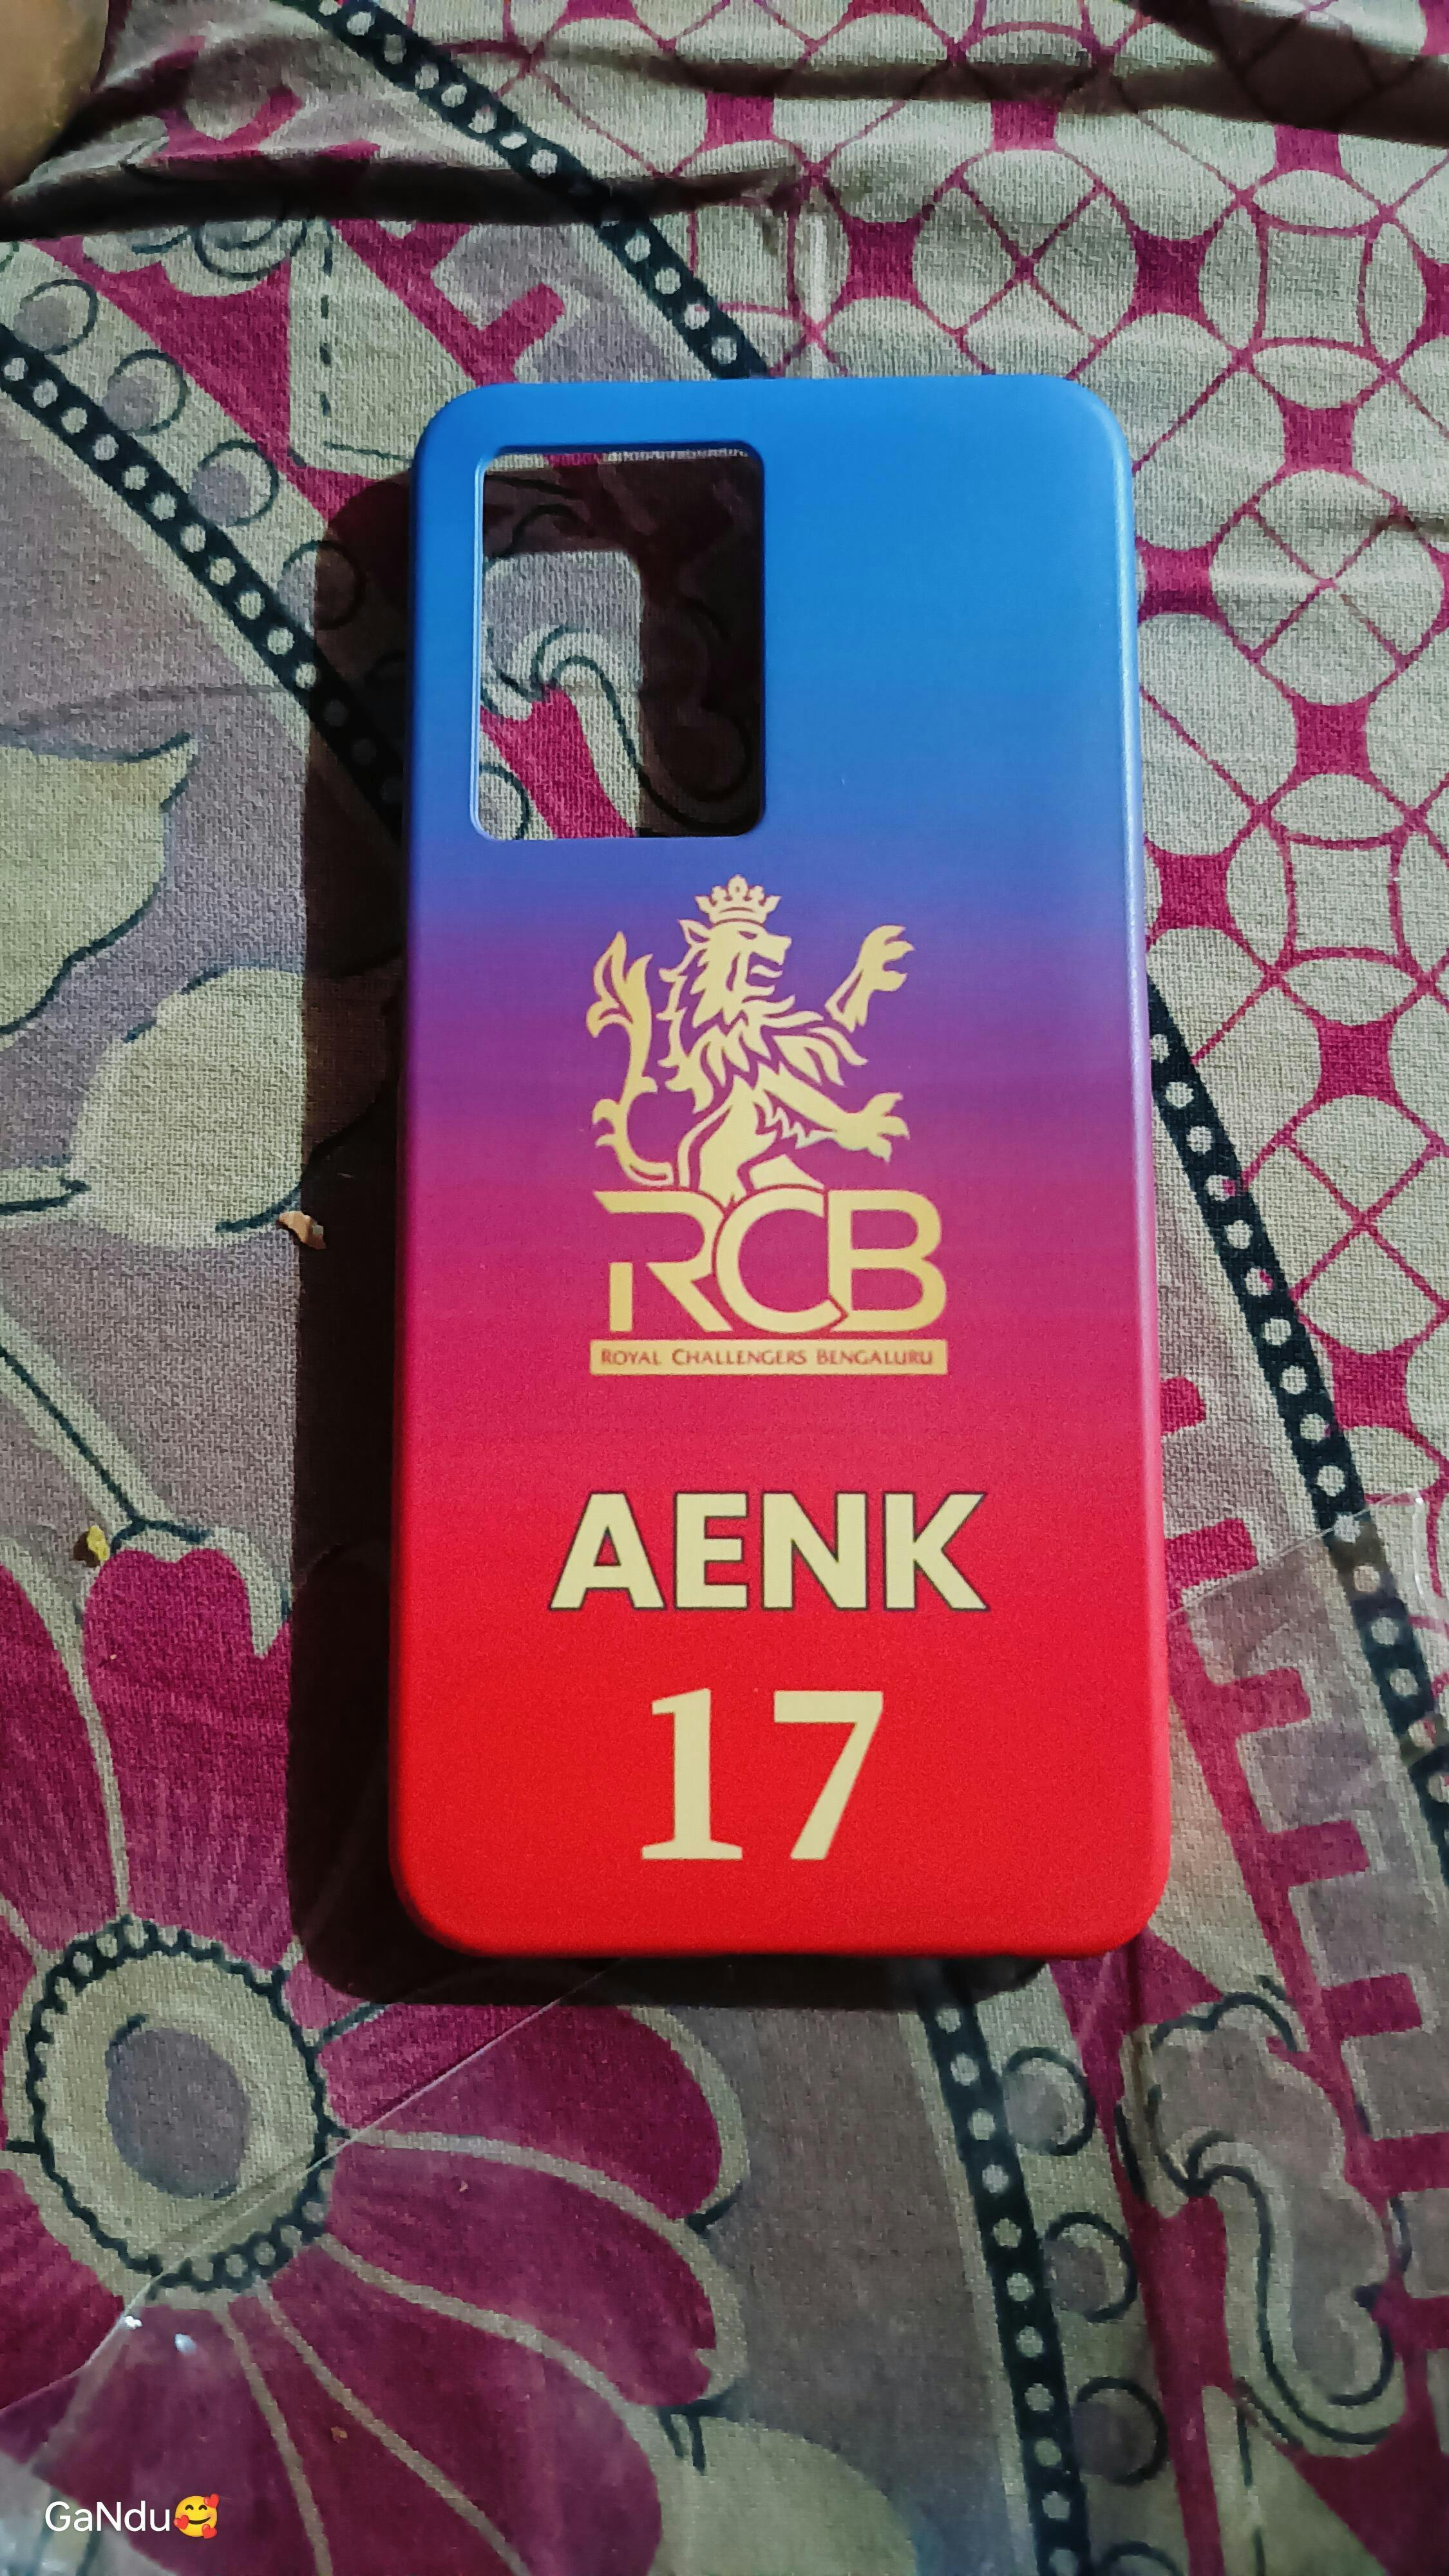 RCB
ROYAL CHALLENGERS BENGALURU
AENK
17
GaNdu🥰